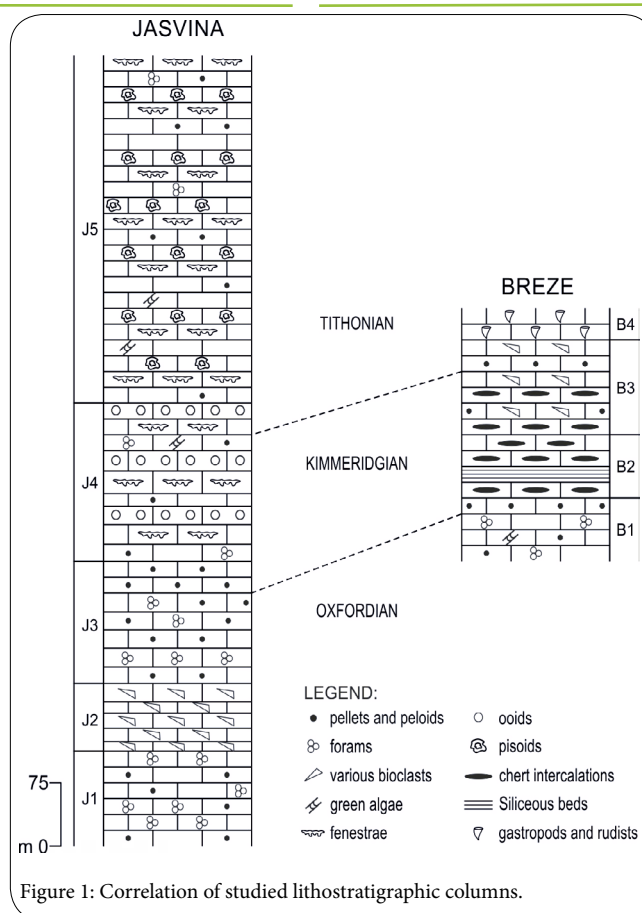 JASVINA
J5
TITHONIAN
BREZE
B4
B3
J4
KIMMERIDGIAN
B2
B1
J3
OXFORDIAN
J2
J1
75
m 0
LEGEND:
pellets and peloids
forams
various bioclasts
green algae
fenestrae
ooids
pisoids
chert intercalations
Siliceous beds
gastropods and rudists
Figure 1: Correlation of studied lithostratigraphic columns.